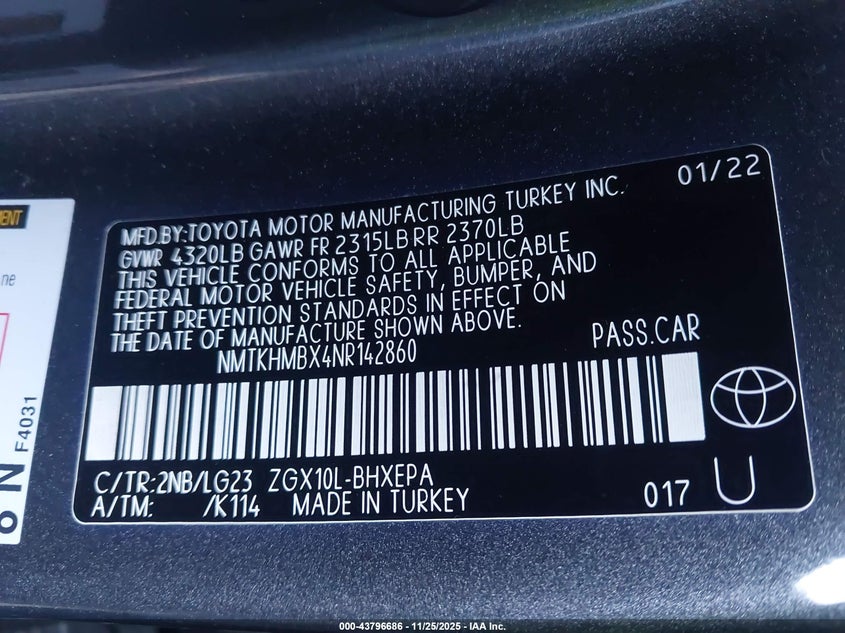 MENT
ne
F4031
6 N
01/22
MFD.BY:TOYOTA MOTOR MANUFACTURING TURKEY INC.
GVWR 4320LB GAWR FR 2315LB RR 2370LB
THIS VEHICLE CONFORMS TO ALL APPLICABLE
FEDERAL MOTOR VEHICLE SAFETY, BUMPER, AND
THEFT PREVENTION STANDARDS IN EFFECT ON
THE DATE OF MANUFACTURE SHOWN ABOVE.
NMTKHMBX4NR142860 PASS.CAR
C/TR:2NB/LG23 ZGX10L-BHXEPA
A/TM: /K114 MADE IN TURKEY 017 U
000-43796686 - 11/25/2025 - IAA Inc.